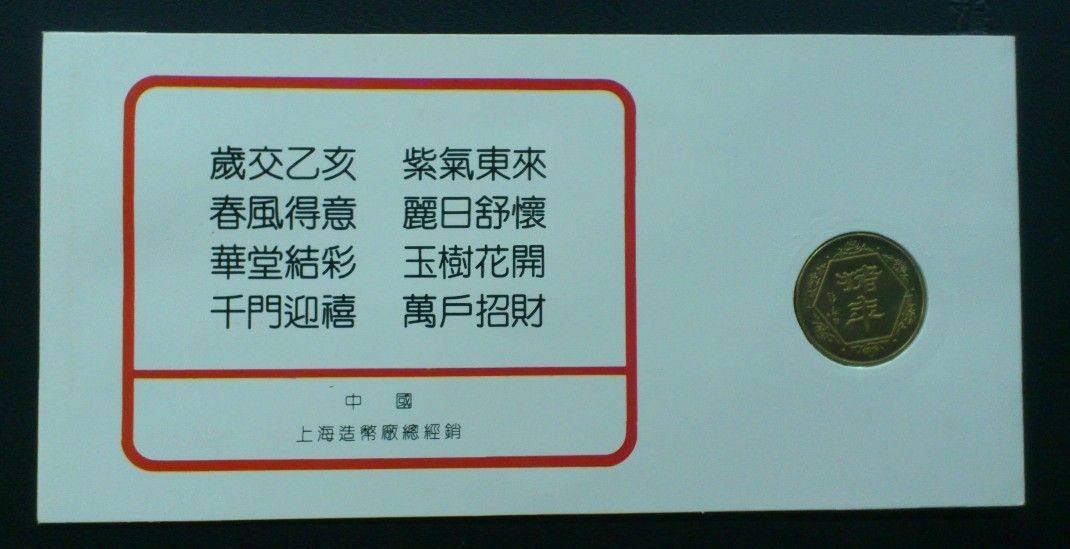 歲交乙亥 紫氣東來
春風得意 麗日舒懷
華堂結彩 玉樹花開
千門迎禧 萬戶招財
中國
上海造幣廠總經銷
猪年